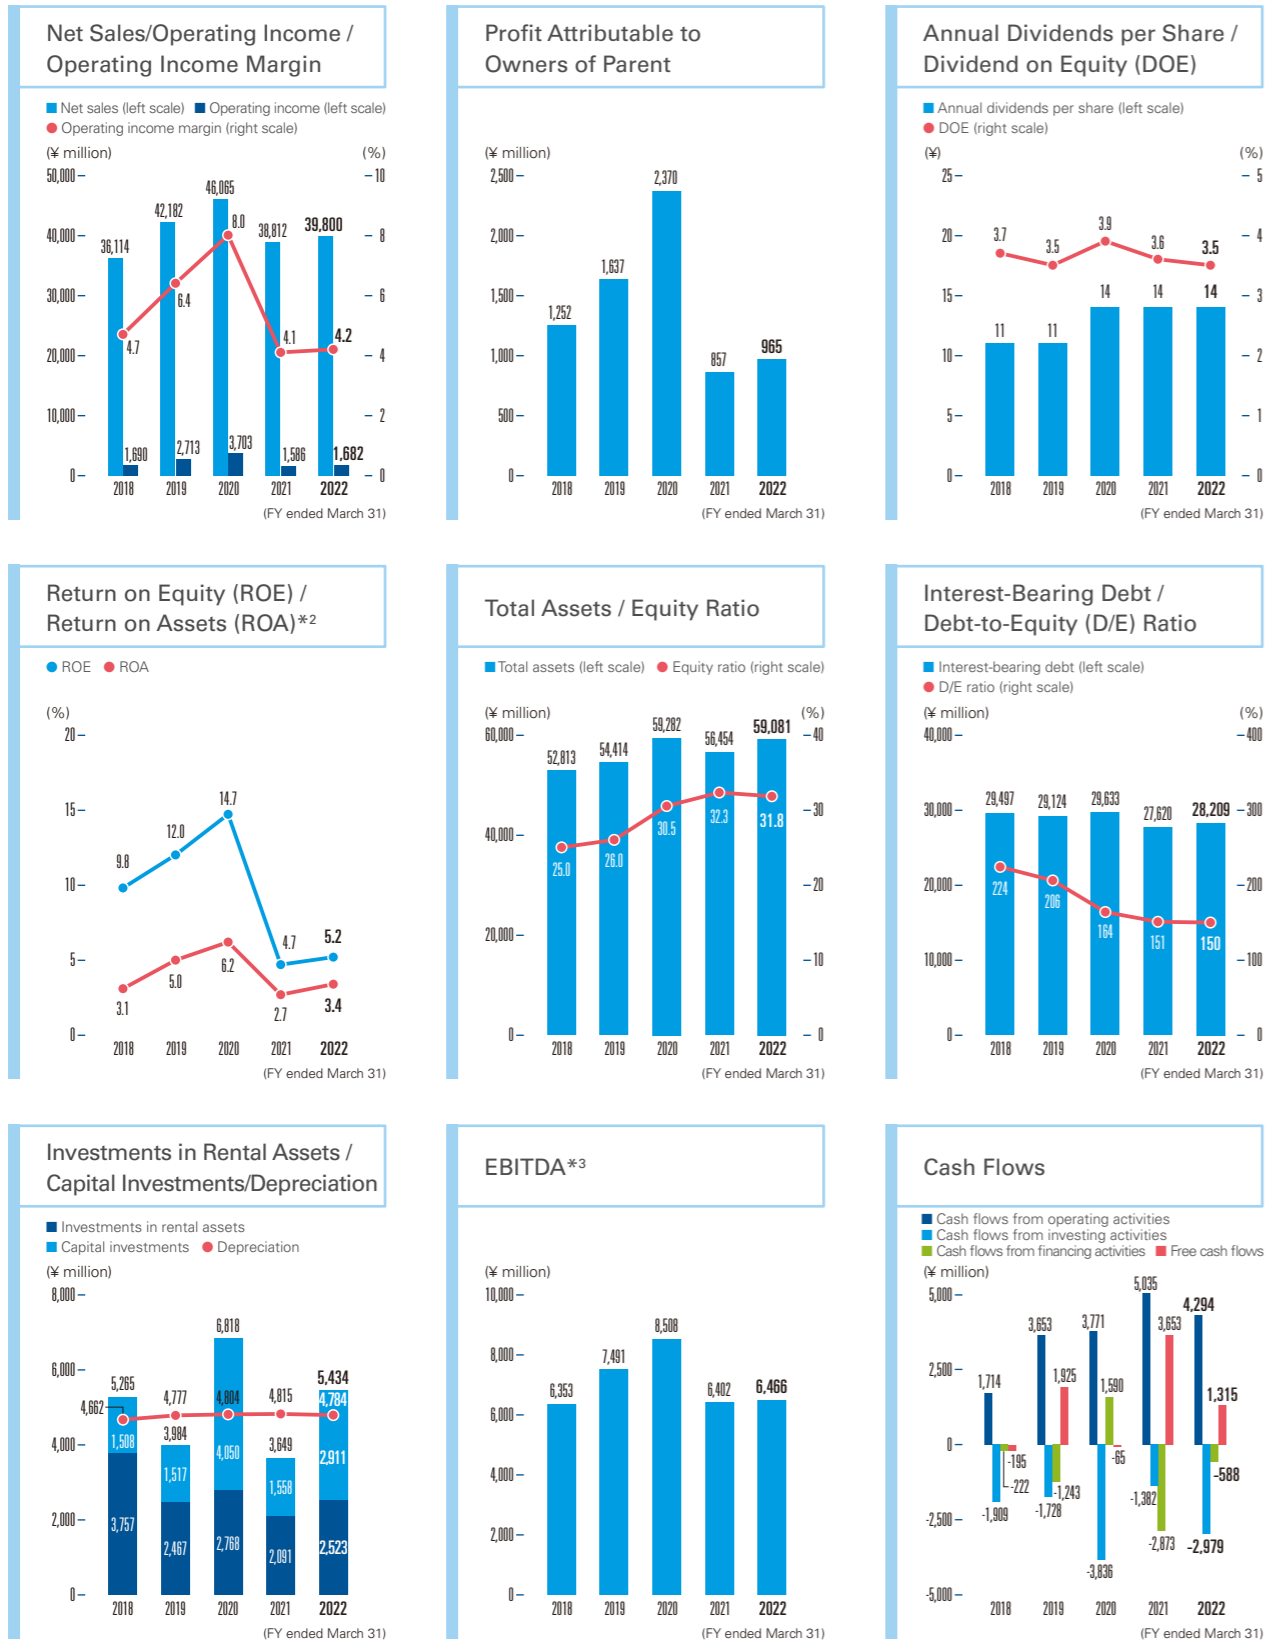 Net Sales/Operating Income /
Operating Income Margin
Net sales (left scale) Operating income (left scale)
Operating income margin (right scale)
(¥ million) (%)
50,000 10
40,000 8
30,000 6
20,000 4
10,000 2
0 0
36,114 42,182 46,065 38,812 39,800
4.7 6.4 8.0 4.1 4.2
1,690 2,713 3,703 1,586 1,682
2018 2019 2020 2021 2022
(FY ended March 31)
Profit Attributable to
Owners of Parent
(¥ million)
2,500
2,000
1,500
1,000
500
0
1,252 1,637 2,370 857 965
2018 2019 2020 2021 2022
(FY ended March 31)
Annual Dividends per Share /
Dividend on Equity (DOE)
Annual dividends per share (left scale)
DOE (right scale)
(¥) (%)
25 5
20 4
15 3
10 2
5 1
0 0
3.7 3.5 3.9 3.6 3.5
11 11 14 14 14
2018 2019 2020 2021 2022
(FY ended March 31)
Return on Equity (ROE) /
Return on Assets (ROA)*2
ROE ROA
(%)
20
15
10
5
0
9.8 12.0 14.7 4.7 5.2
3.1 5.0 6.2 2.7 3.4
2018 2019 2020 2021 2022
(FY ended March 31)
Total Assets / Equity Ratio
Total assets (left scale) Equity ratio (right scale)
(¥ million) (%)
60,000 40
30
40,000
20
20,000
10
0 0
52,813 54,414 59,282 56,454 59,081
25.0 26.0 30.5 32.3 31.8
2018 2019 2020 2021 2022
(FY ended March 31)
Interest-Bearing Debt /
Debt-to-Equity (D/E) Ratio
Interest-bearing debt (left scale)
D/E ratio (right scale)
(¥ million) (%)
40,000 400
30,000 300
20,000 200
10,000 100
0 0
29,497 29,124 29,633 27,620 28,209
224 206 164 151 150
2018 2019 2020 2021 2022
(FY ended March 31)
Investments in Rental Assets /
Capital Investments/Depreciation
Investments in rental assets
Capital investments Depreciation
(¥ million)
8,000
6,000
4,000
2,000
0
5,265 3,984 6,818 3,649 5,434
4,662 4,777 4,804 4,815 4,784
1,508 1,517 4,050 1,558 2,911
3,757 2,467 2,768 2,091 2,523
2018 2019 2020 2021 2022
(FY ended March 31)
EBITDA*3
(¥ million)
10,000
8,000
6,000
4,000
2,000
0
6,353 7,491 8,508 6,402 6,466
2018 2019 2020 2021 2022
(FY ended March 31)
Cash Flows
Cash flows from operating activities
Cash flows from investing activities
Cash flows from financing activities Free cash flows
(¥ million)
5,000
2,500
0
-2,500
-5,000
1,714 3,653 3,771 5,035 4,294
-1,909 -1,728 -3,836 -1,382 -2,979
-222 -1,243 1,590 -2,873 -588
-195 1,925 -65 3,653 1,315
2018 2019 2020 2021 2022
(FY ended March 31)